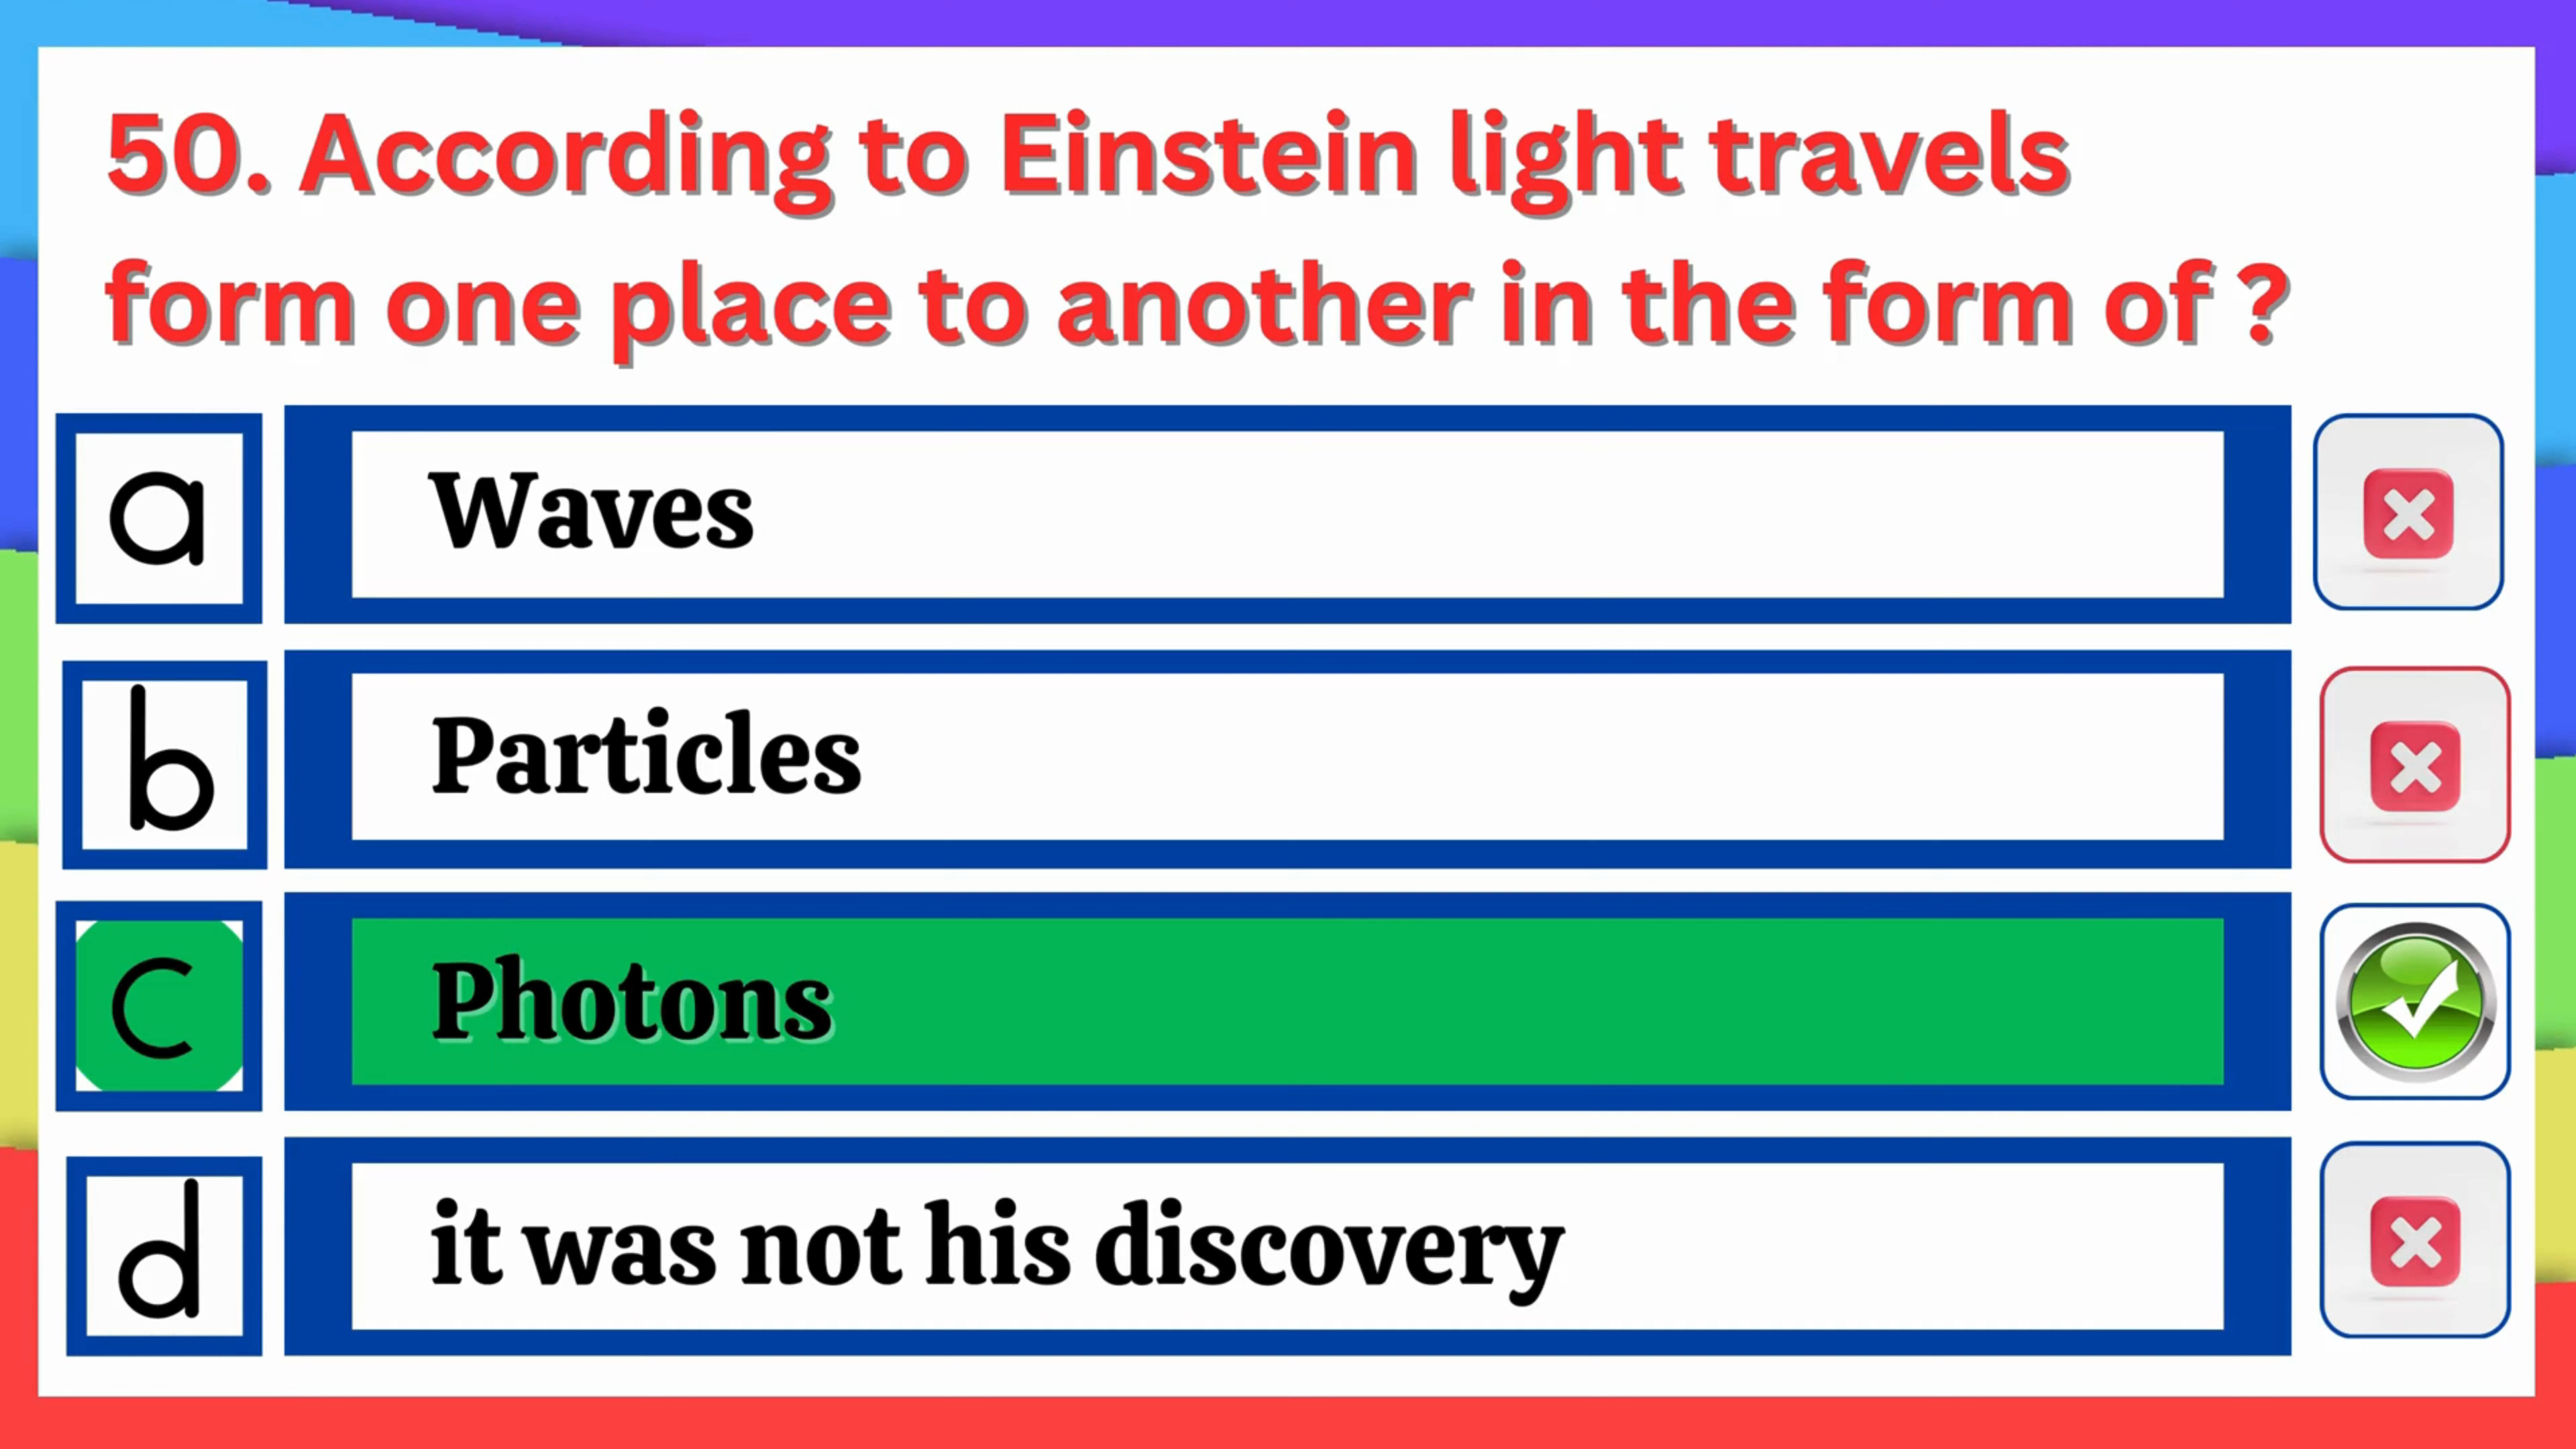 50. According to Einstein light travels
form one place to another in the form of ?
a Waves
b Particles
c Photons
d it was not his discovery